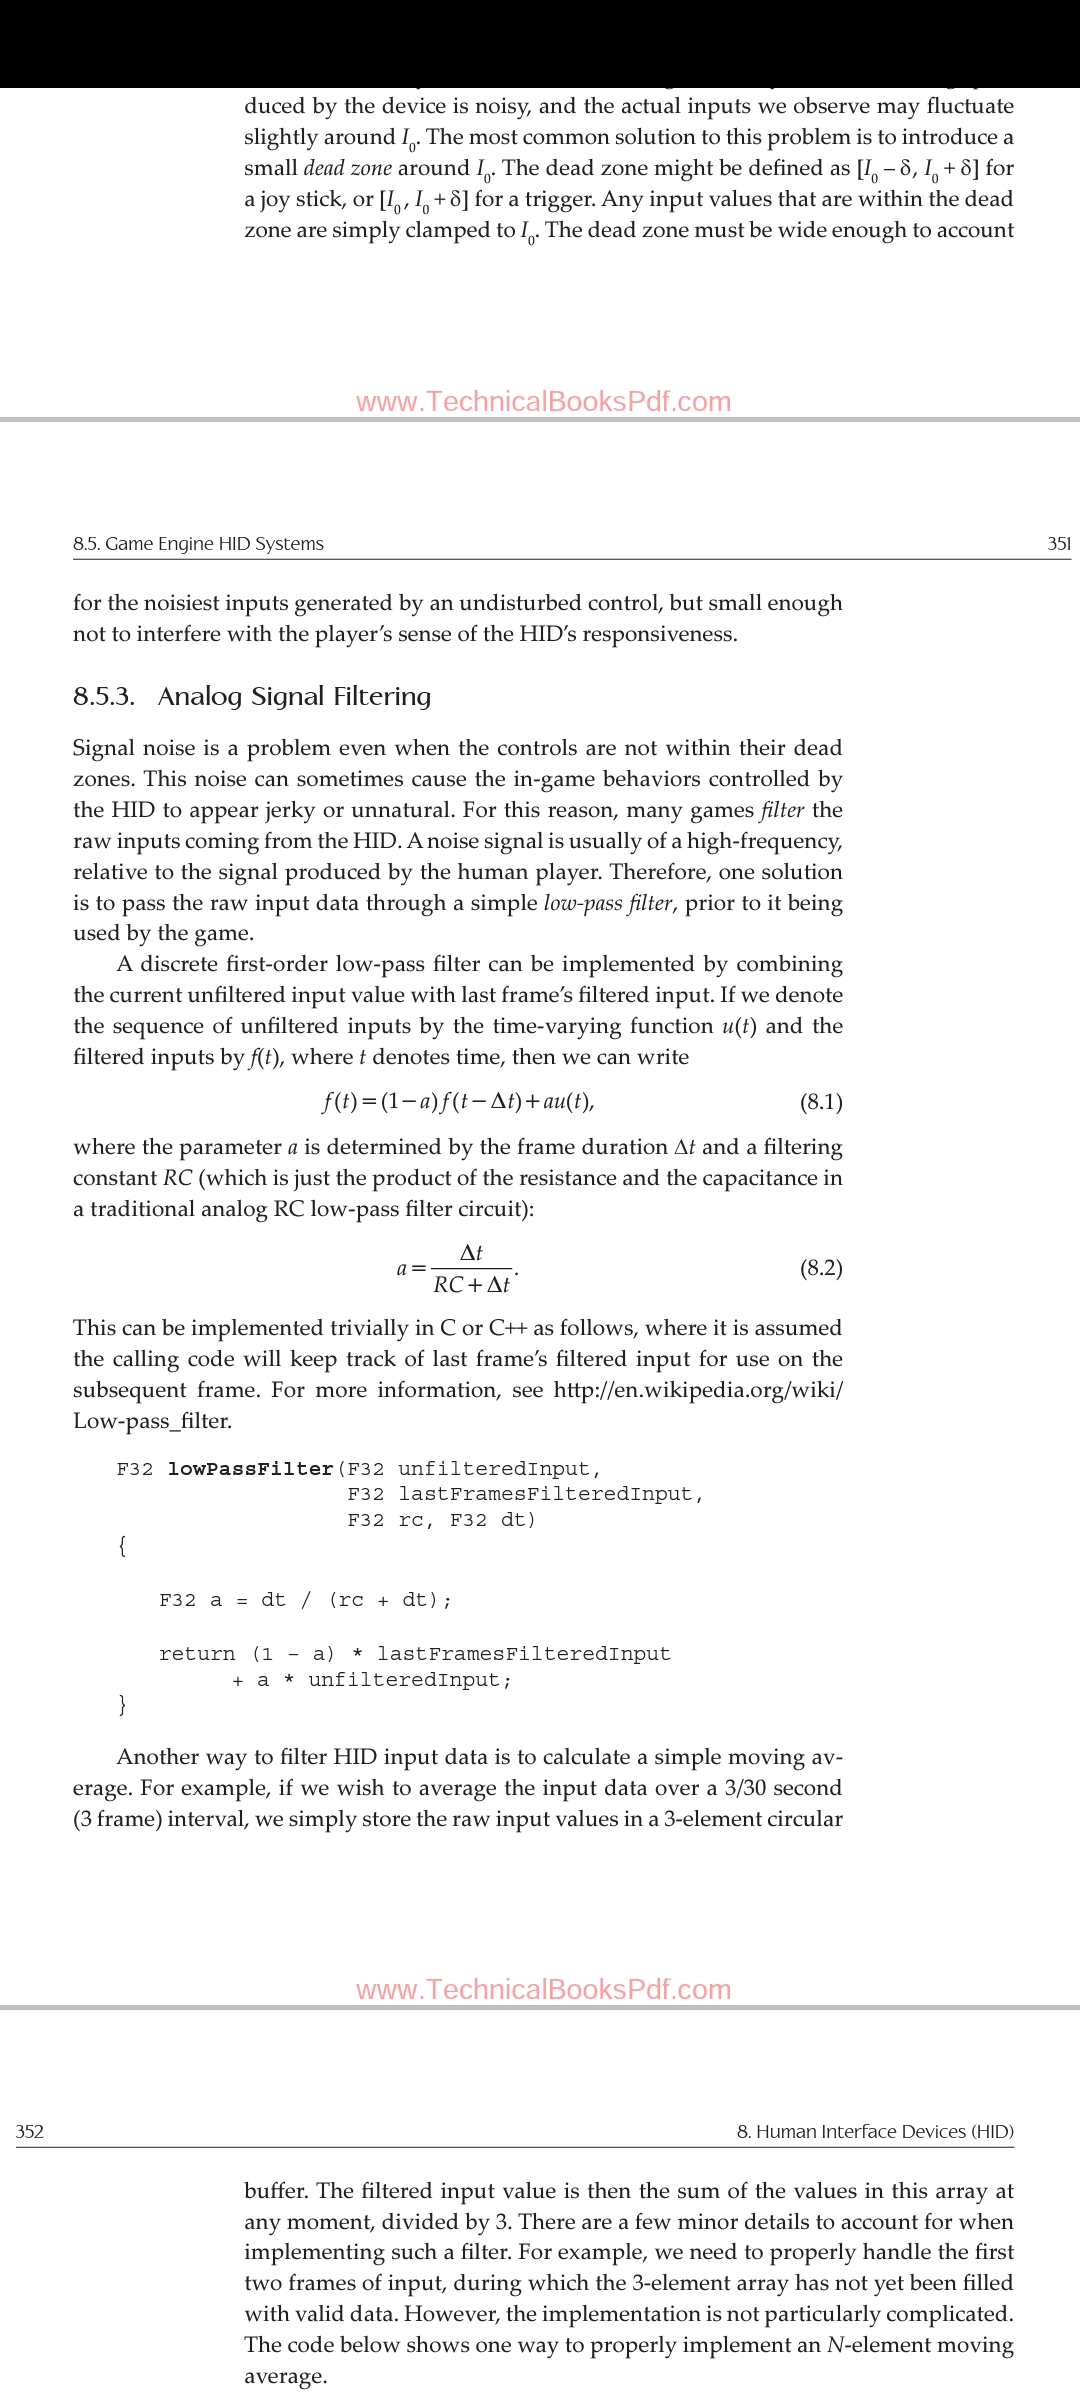 duced by the device is noisy, and the actual inputs we observe may fluctuate
slightly around I₀. The most common solution to this problem is to introduce a
small dead zone around I₀. The dead zone might be defined as [I₀ – δ, I₀ + δ] for
a joy stick, or [I₀, I₀ + δ] for a trigger. Any input values that are within the dead
zone are simply clamped to I₀. The dead zone must be wide enough to account
www.TechnicalBooksPdf.com
8.5. Game Engine HID Systems 351
for the noisiest inputs generated by an undisturbed control, but small enough
not to interfere with the player's sense of the HID's responsiveness.
8.5.3. Analog Signal Filtering
Signal noise is a problem even when the controls are not within their dead
zones. This noise can sometimes cause the in-game behaviors controlled by
the HID to appear jerky or unnatural. For this reason, many games filter the
raw inputs coming from the HID. A noise signal is usually of a high-frequency,
relative to the signal produced by the human player. Therefore, one solution
is to pass the raw input data through a simple low-pass filter, prior to it being
used by the game.
A discrete first-order low-pass filter can be implemented by combining
the current unfiltered input value with last frame's filtered input. If we denote
the sequence of unfiltered inputs by the time-varying function u(t) and the
filtered inputs by f(t), where t denotes time, then we can write
f(t) = (1 − a)f(t − Δt) + au(t), (8.1)
where the parameter a is determined by the frame duration Δt and a filtering
constant RC (which is just the product of the resistance and the capacitance in
a traditional analog RC low-pass filter circuit):
a = Δt / (RC + Δt). (8.2)
This can be implemented trivially in C or C++ as follows, where it is assumed
the calling code will keep track of last frame's filtered input for use on the
subsequent frame. For more information, see http://en.wikipedia.org/wiki/
Low-pass_filter.
F32 lowPassFilter(F32 unfilteredInput,
F32 lastFramesFilteredInput,
F32 rc, F32 dt)
{
F32 a = dt / (rc + dt);
return (1 – a) * lastFramesFilteredInput
+ a * unfilteredInput;
}
Another way to filter HID input data is to calculate a simple moving av-
erage. For example, if we wish to average the input data over a 3/30 second
(3 frame) interval, we simply store the raw input values in a 3-element circular
www.TechnicalBooksPdf.com
352 8. Human Interface Devices (HID)
buffer. The filtered input value is then the sum of the values in this array at
any moment, divided by 3. There are a few minor details to account for when
implementing such a filter. For example, we need to properly handle the first
two frames of input, during which the 3-element array has not yet been filled
with valid data. However, the implementation is not particularly complicated.
The code below shows one way to properly implement an N-element moving
average.